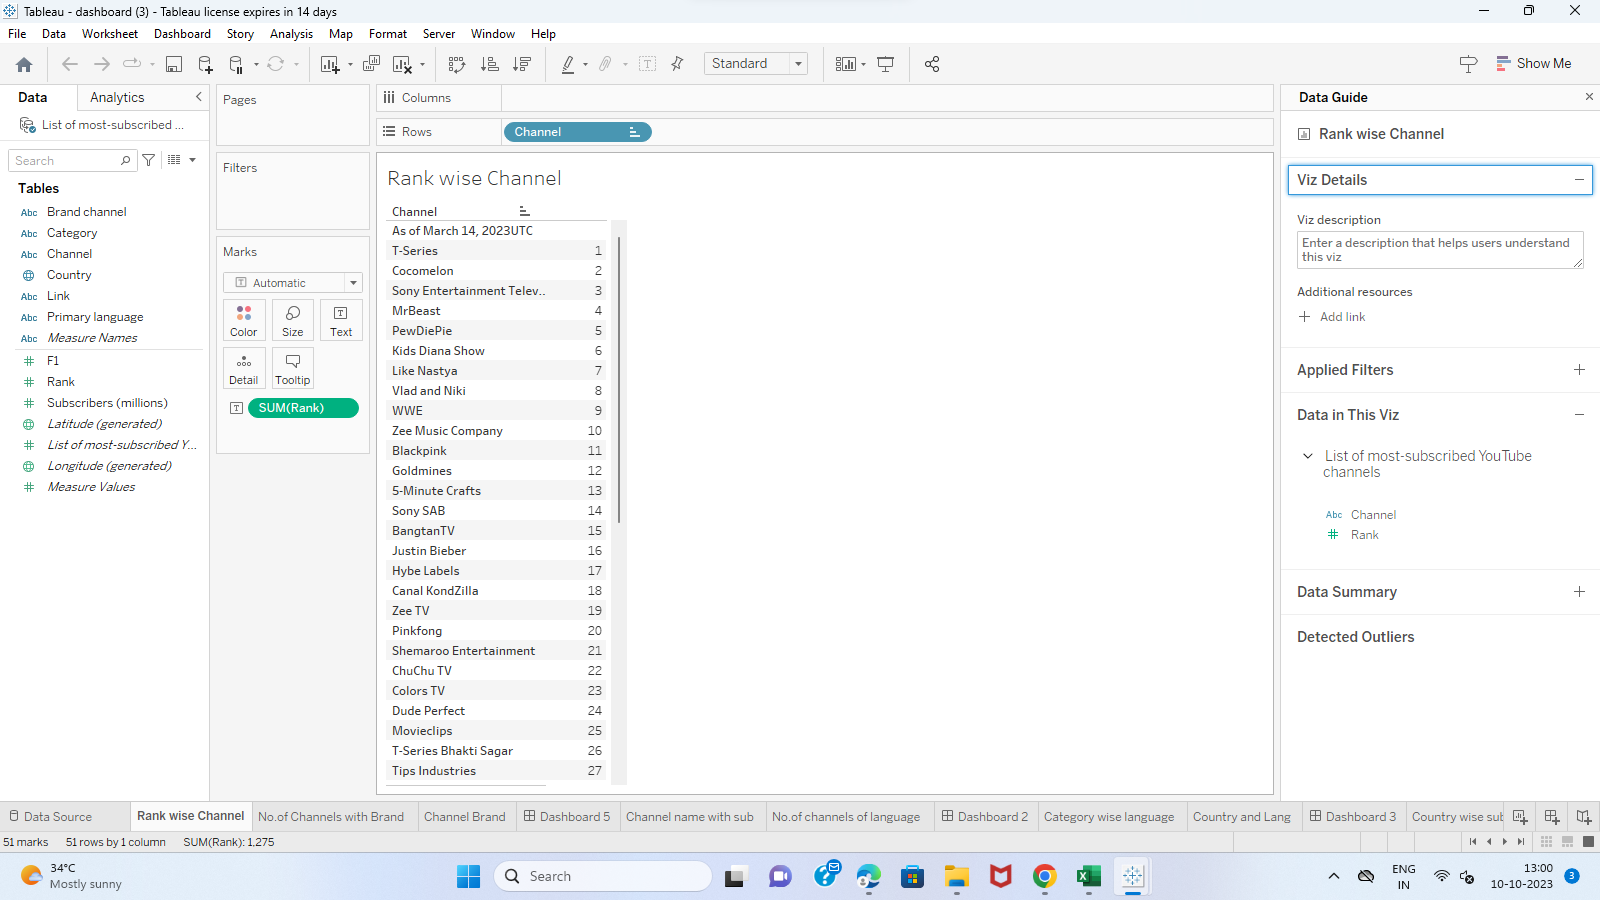 Tableau - dashboard (3) - Tableau license expires in 14 days
File Data Worksheet Dashboard Story Analysis Map Format Server Window Help
Standard
Show Me
Data Analytics
List of most-subscribed ...
Search
Tables
Abc Brand channel
Abc Category
Abc Channel
Country
Abc Link
Abc Primary language
Abc Measure Names
F1
Rank
Subscribers (millions)
Latitude (generated)
List of most-subscribed Y...
Longitude (generated)
Measure Values
Pages
Filters
Marks
Automatic
Color Size Text
Detail Tooltip
SUM(Rank)
Columns
Rows Channel
Rank wise Channel
Channel
As of March 14, 2023UTC
T-Series 1
Cocomelon 2
Sony Entertainment Telev.. 3
MrBeast 4
PewDiePie 5
Kids Diana Show 6
Like Nastya 7
Vlad and Niki 8
WWE 9
Zee Music Company 10
Blackpink 11
Goldmines 12
5-Minute Crafts 13
Sony SAB 14
BangtanTV 15
Justin Bieber 16
Hybe Labels 17
Canal KondZilla 18
Zee TV 19
Pinkfong 20
Shemaroo Entertainment 21
ChuChu TV 22
Colors TV 23
Dude Perfect 24
Movieclips 25
T-Series Bhakti Sagar 26
Tips Industries 27
Data Guide
Rank wise Channel
Viz Details
Viz description
Enter a description that helps users understand
this viz
Additional resources
Add link
Applied Filters
Data in This Viz
List of most-subscribed YouTube
channels
Abc Channel
Rank
Data Summary
Detected Outliers
Data Source Rank wise Channel No.of Channels with Brand Channel Brand Dashboard 5 Channel name with sub No.of channels of language Dashboard 2 Category wise language Country and Lang Dashboard 3 Country wise sub
51 marks 51 rows by 1 column SUM(Rank): 1,275
34°C
Mostly sunny
Search
ENG
IN
13:00
10-10-2023
3